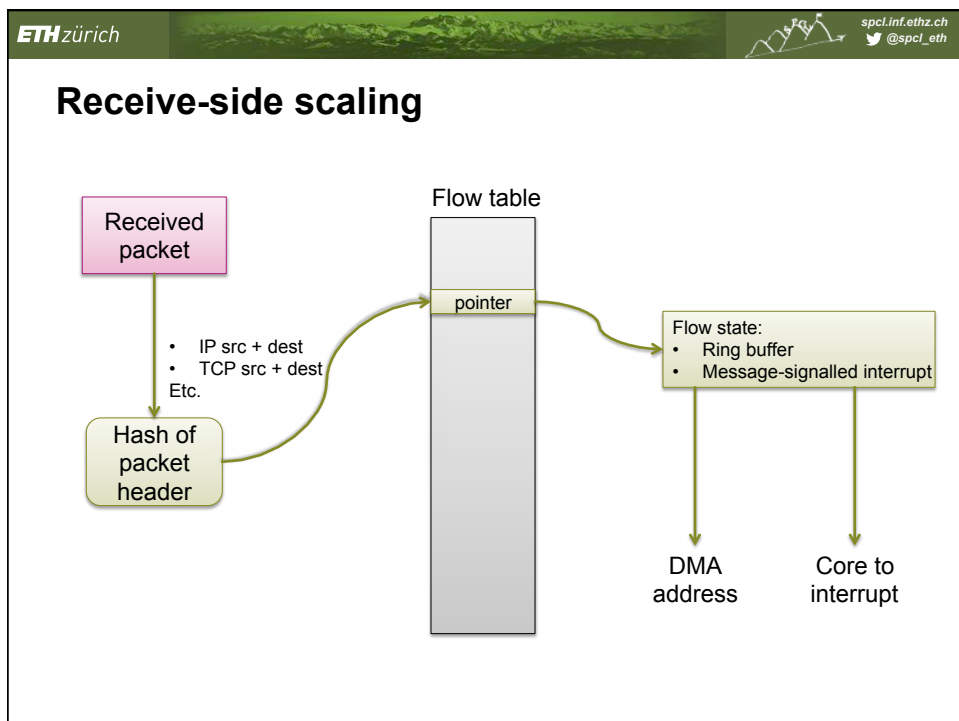 ETH zürich
spcl.inf.ethz.ch
@spcl_eth
Receive-side scaling
Flow table
Received
packet
pointer
• IP src + dest
• TCP src + dest
Etc.
Flow state:
• Ring buffer
• Message-signalled interrupt
Hash of
packet
header
DMA
address
Core to
interrupt